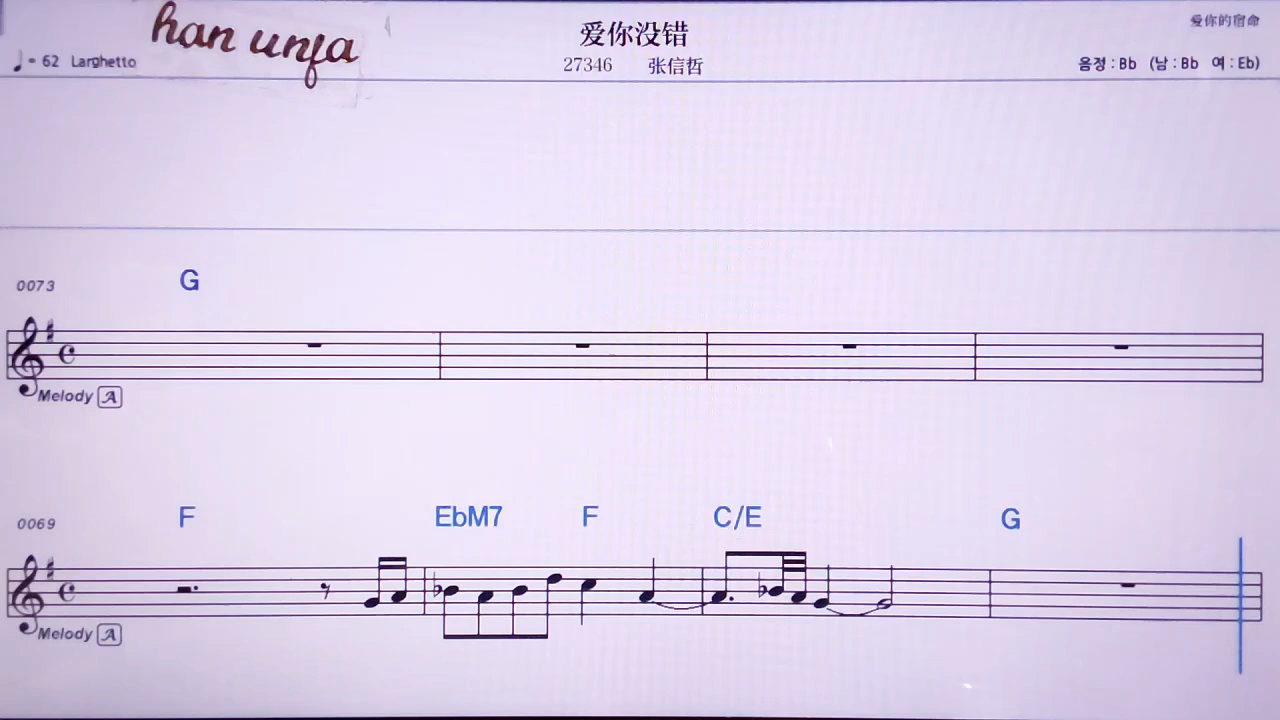 han unfa
爱你没错
爱你的宿命
♩= 62 Larghetto
27346 张信哲
음정 : Bb (남 : Bb 여 : Eb)
0073 G
Melody A
0069 F EbM7 F C/E G
Melody A